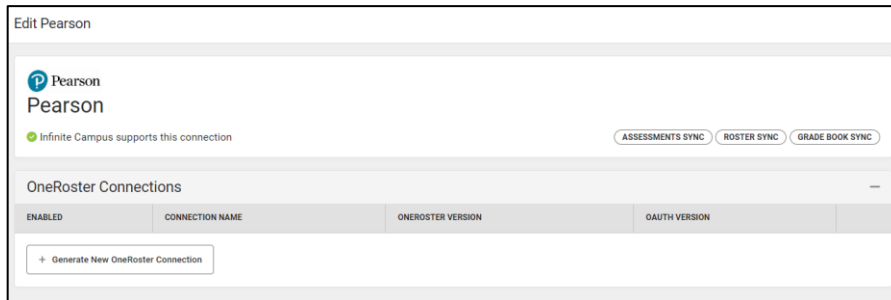 Edit Pearson
Pearson
Pearson
Infinite Campus supports this connection
ASSESSMENTS SYNC ROSTER SYNC GRADE BOOK SYNC
OneRoster Connections
ENABLED CONNECTION NAME ONEROSTER VERSION OAUTH VERSION
+ Generate New OneRoster Connection